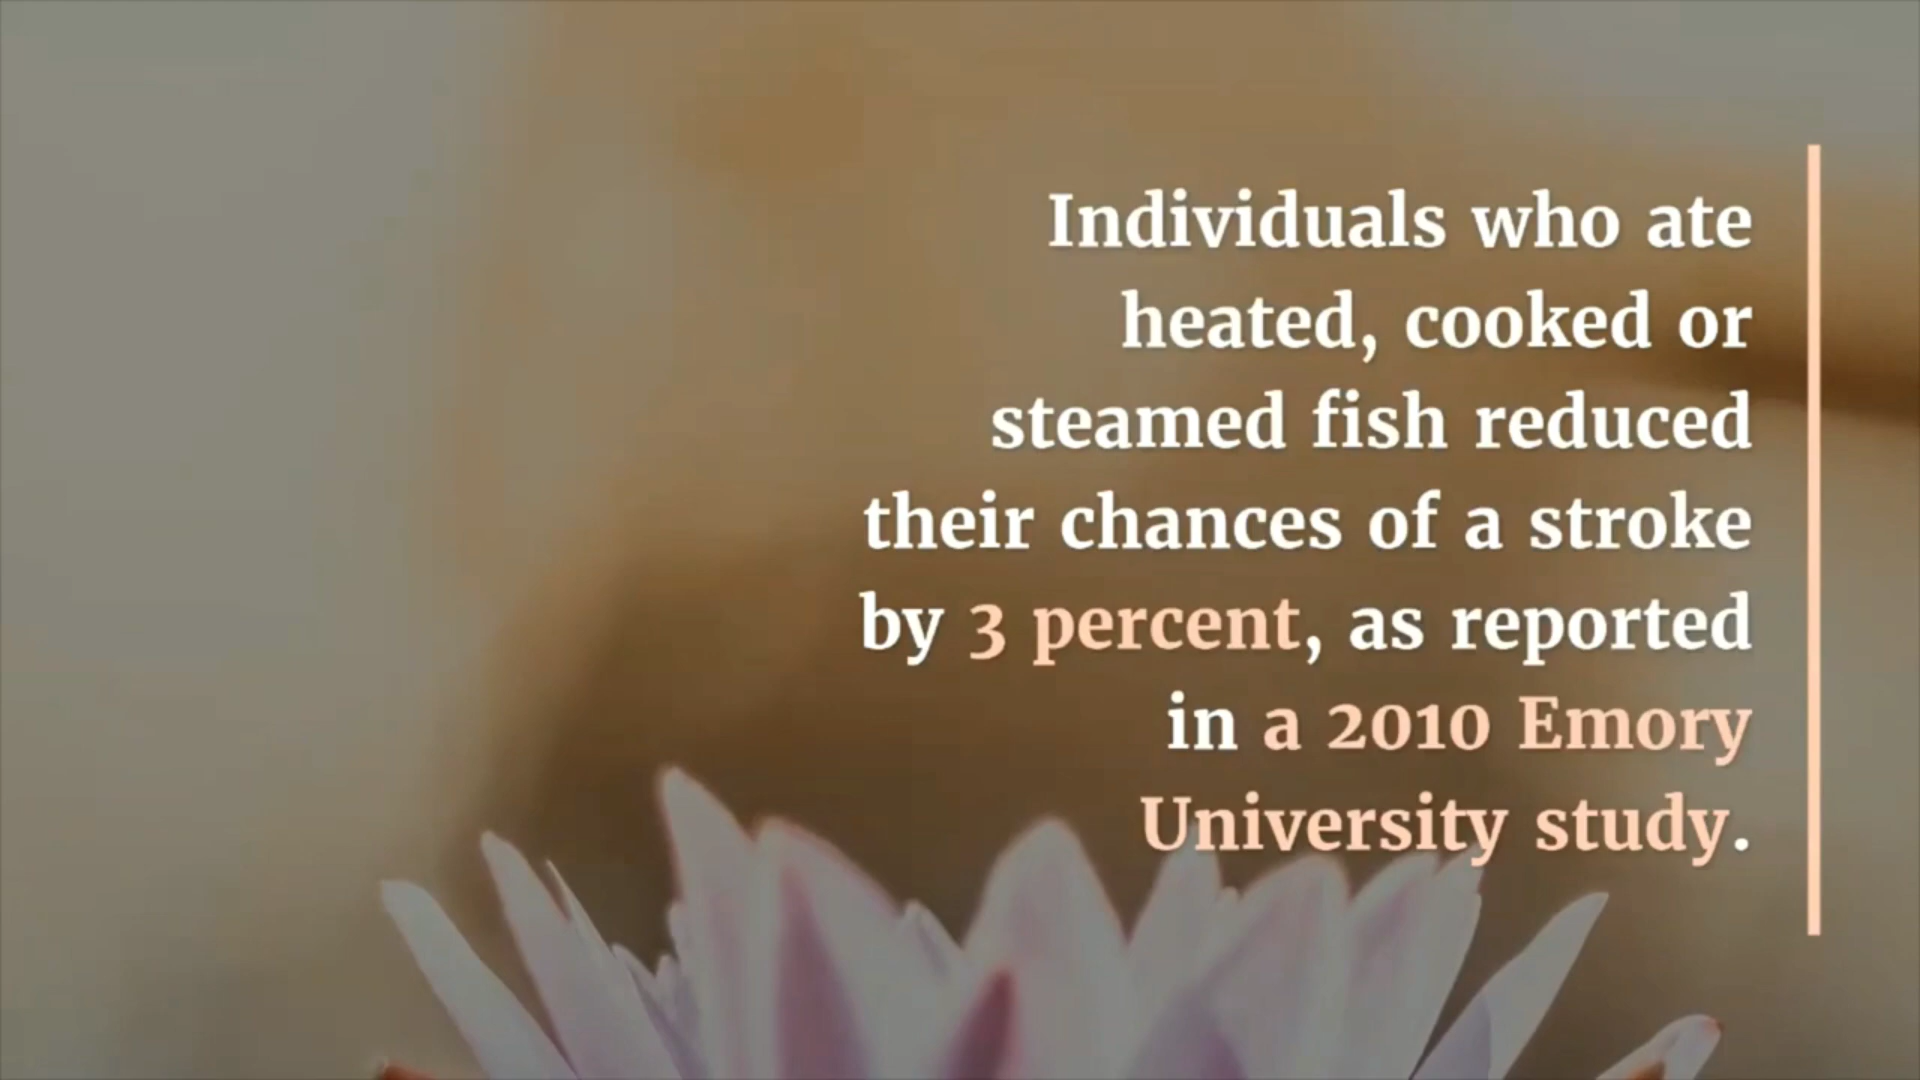 Individuals who ate
heated, cooked or
steamed fish reduced
their chances of a stroke
by 3 percent, as reported
in a 2010 Emory
University study.